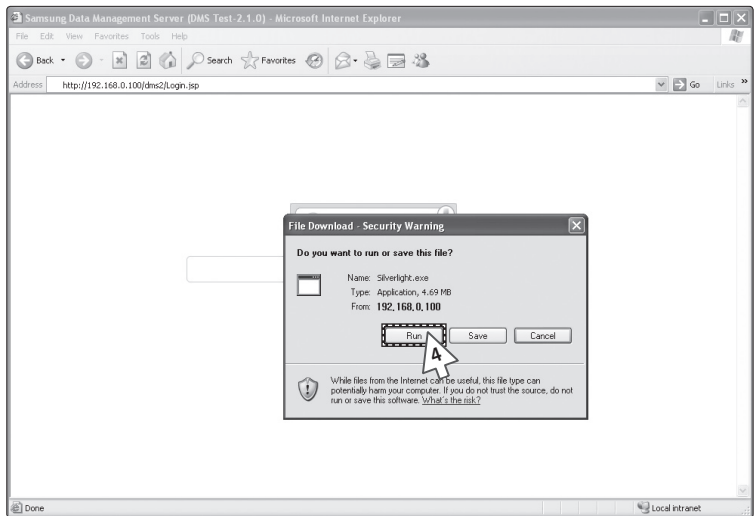 Samsung Data Management Server (DMS Test-2.1.0) - Microsoft Internet Explorer
File Edit View Favorites Tools Help
Back Search Favorites
Address http://192.168.0.100/dms2/Login.jsp Go Links »
File Download - Security Warning
Do you want to run or save this file?
Name: Silverlight.exe
Type: Application, 4.69 MB
From: 192.168.0.100
Run Save Cancel
4
While files from the Internet can be useful, this file type can
potentially harm your computer. If you do not trust the source, do not
run or save this software. What's the risk?
Done Local intranet